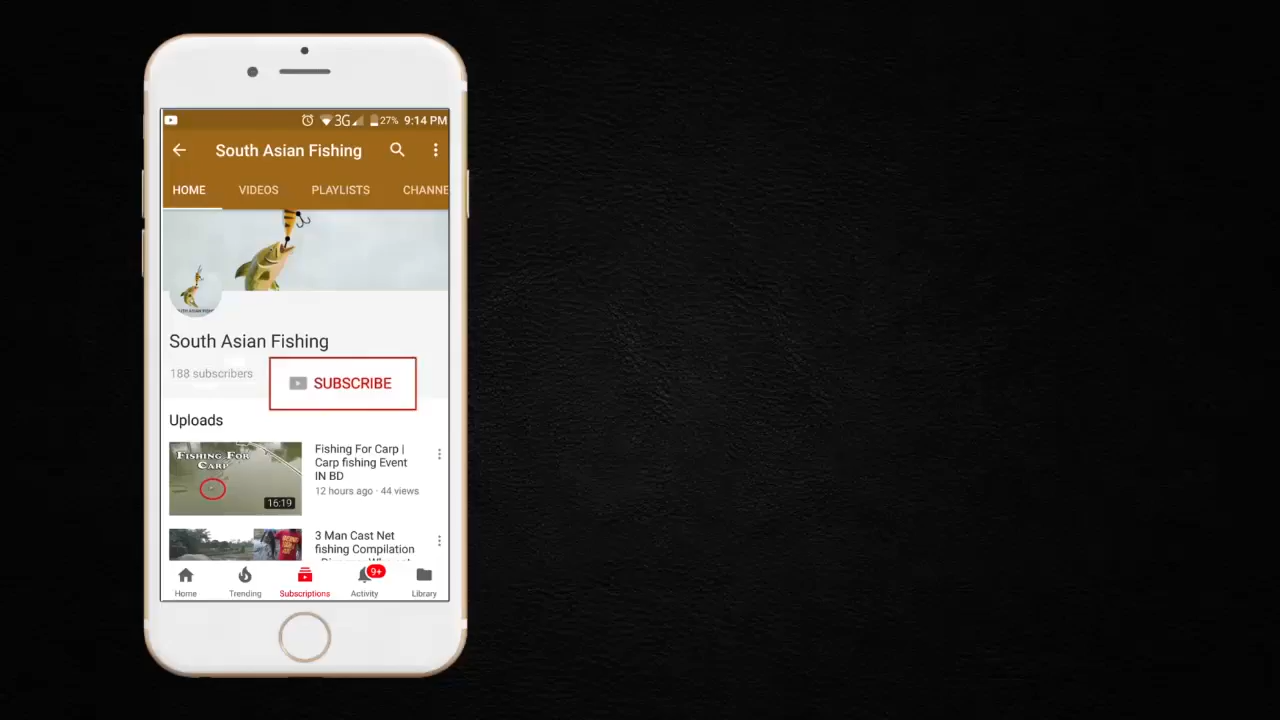 3G 27% 9:14 PM
South Asian Fishing
HOME VIDEOS PLAYLISTS CHANNE
South Asian Fishing
188 subscribers
SUBSCRIBE
Uploads
FISHING FOR
CARP
16:19
Fishing For Carp |
Carp fishing Event
IN BD
12 hours ago · 44 views
3 Man Cast Net
fishing Compilation
9+
Home Trending Subscriptions Activity Library